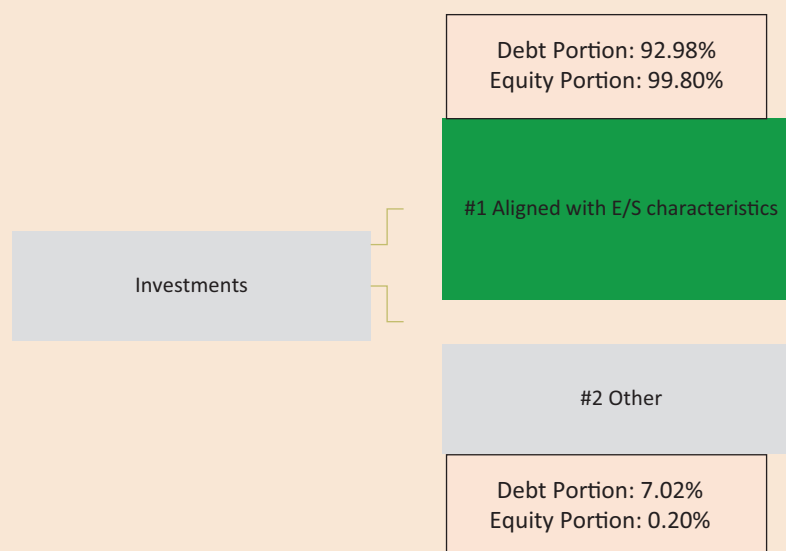 Debt Portion: 92.98%
Equity Portion: 99.80%
#1 Aligned with E/S characteristics
Investments
#2 Other
Debt Portion: 7.02%
Equity Portion: 0.20%